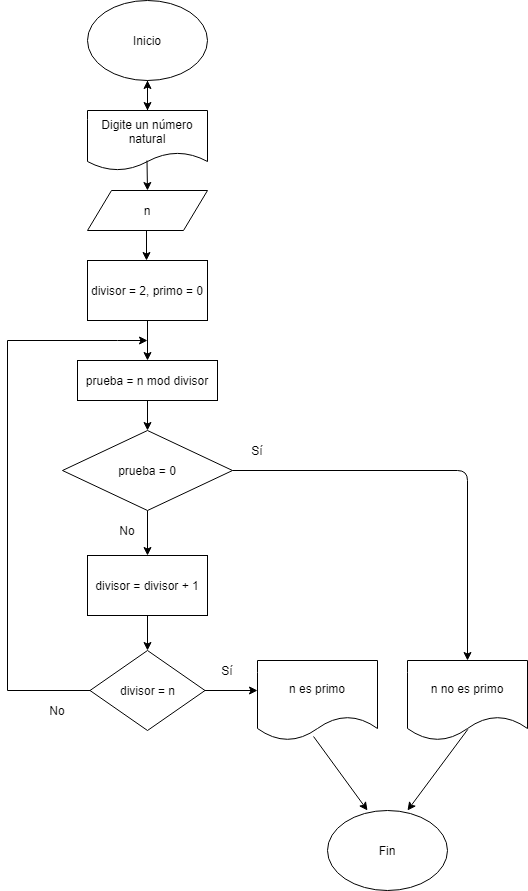 Inicio
Digite un número
natural
n
divisor = 2, primo = 0
prueba = n mod divisor
prueba = 0
Sí
No
divisor = divisor + 1
divisor = n
Sí
No
n es primo
n no es primo
Fin